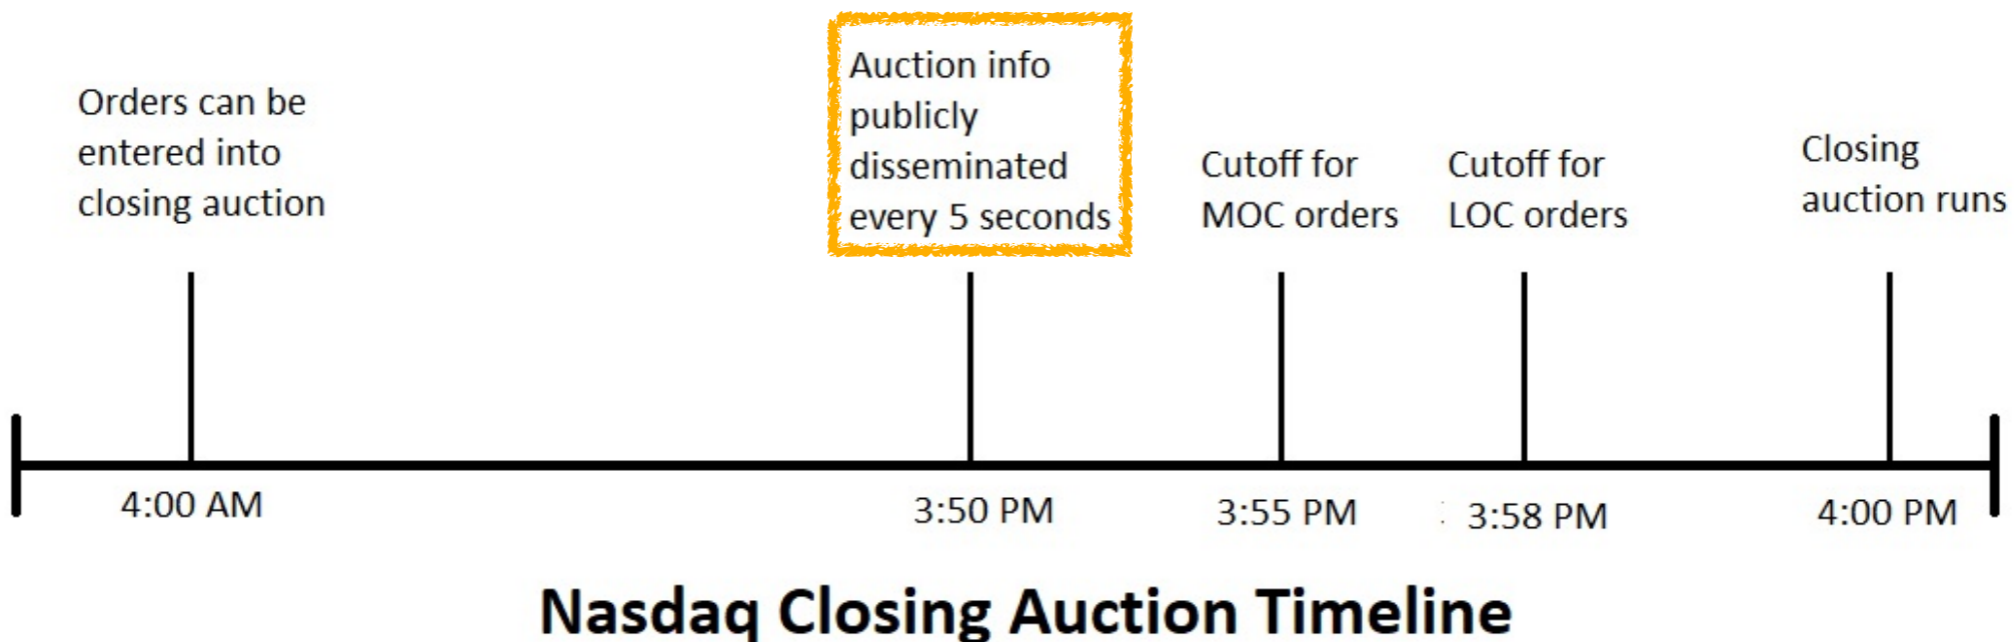 Orders can be
entered into
closing auction
Auction info
publicly
disseminated
every 5 seconds
Cutoff for
MOC orders
Cutoff for
LOC orders
Closing
auction runs
4:00 AM
3:50 PM
3:55 PM
3:58 PM
4:00 PM
Nasdaq Closing Auction Timeline